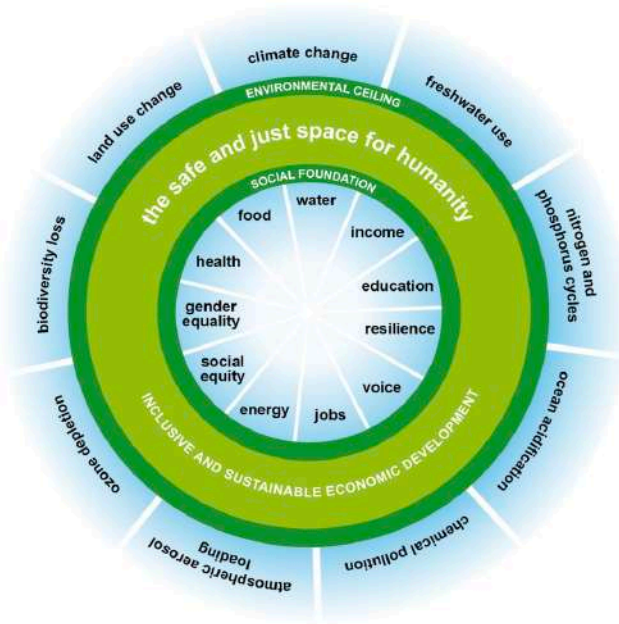 climate change
freshwater use
nitrogen and
phosphorus cycles
ocean acidification
chemical pollution
atmospheric aerosol
loading
ozone depletion
biodiversity loss
land use change
ENVIRONMENTAL CEILING
the safe and just space for humanity
SOCIAL FOUNDATION
water
income
education
resilience
voice
jobs
energy
social
equity
gender
equality
health
food
INCLUSIVE AND SUSTAINABLE ECONOMIC DEVELOPMENT